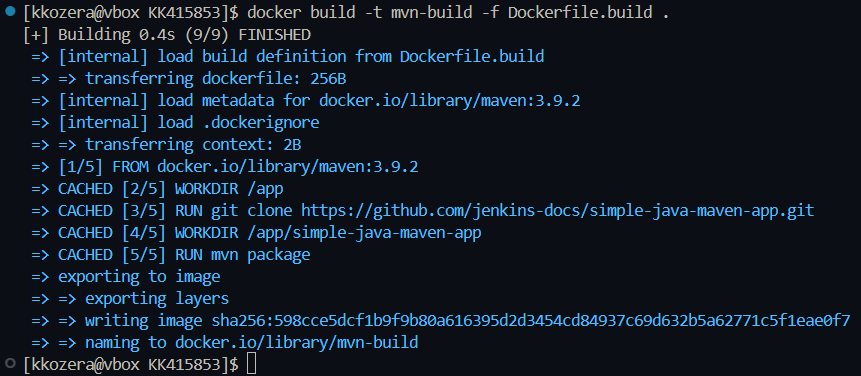 [kkozera@vbox KK415853]$ docker build -t mvn-build -f Dockerfile.build .
[+] Building 0.4s (9/9) FINISHED
=> [internal] load build definition from Dockerfile.build
=> => transferring dockerfile: 256B
=> [internal] load metadata for docker.io/library/maven:3.9.2
=> [internal] load .dockerignore
=> => transferring context: 2B
=> [1/5] FROM docker.io/library/maven:3.9.2
=> CACHED [2/5] WORKDIR /app
=> CACHED [3/5] RUN git clone https://github.com/jenkins-docs/simple-java-maven-app.git
=> CACHED [4/5] WORKDIR /app/simple-java-maven-app
=> CACHED [5/5] RUN mvn package
=> exporting to image
=> => exporting layers
=> => writing image sha256:598cce5dcf1b9f9b80a616395d2d3454cd84937c69d632b5a62771c5f1eae0f7
=> => naming to docker.io/library/mvn-build
[kkozera@vbox KK415853]$